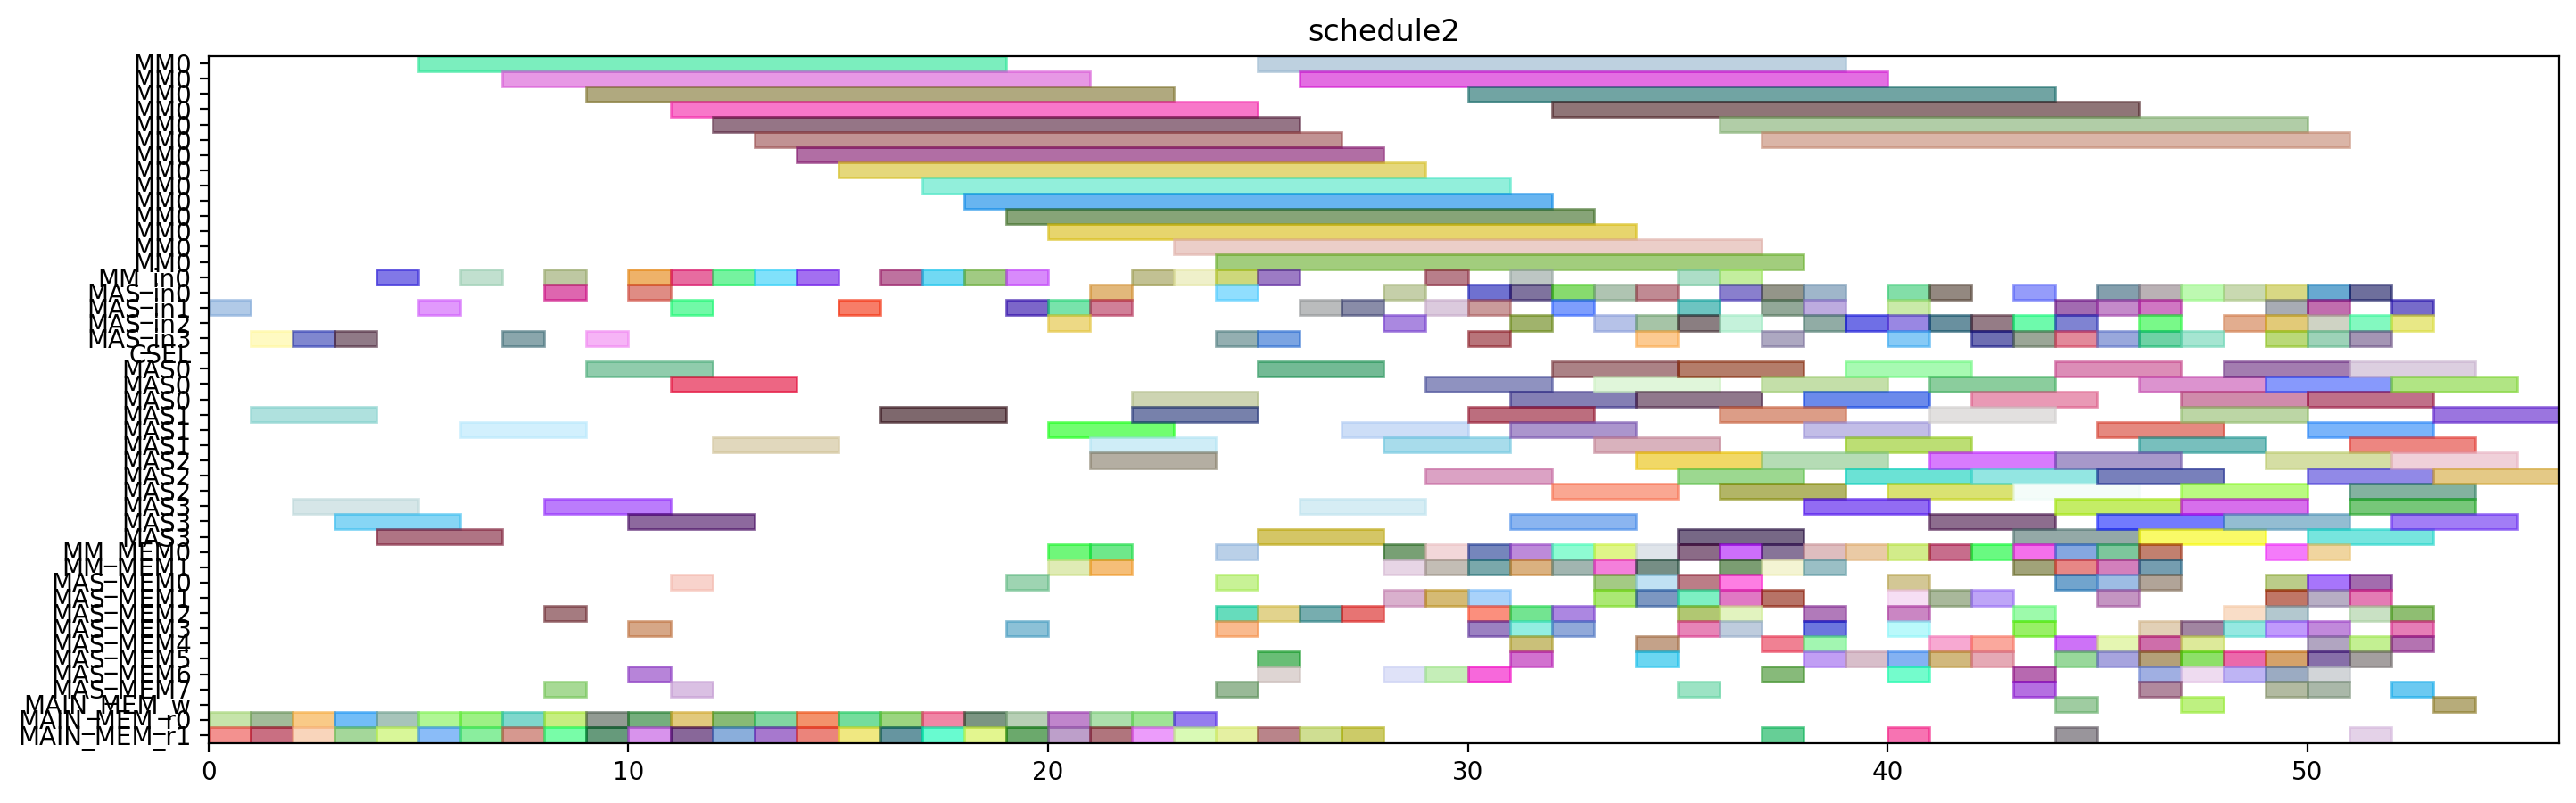 schedule2
MM0
MM0
MM0
MM0
MM0
MM0
MM0
MM0
MM0
MM0
MM0
MM0
MM0
MM0
MM_in0
MAS_in0
MAS_in1
MAS_in2
MAS_in3
CSEL
MAS0
MAS0
MAS0
MAS1
MAS1
MAS1
MAS2
MAS2
MAS2
MAS3
MAS3
MAS3
MM_MEM0
MM_MEM1
MAS_MEM0
MAS_MEM1
MAS_MEM2
MAS_MEM3
MAS_MEM4
MAS_MEM5
MAS_MEM6
MAS_MEM7
MAIN_MEM_w
MAIN_MEM_r0
MAIN_MEM_r1
0 10 20 30 40 50